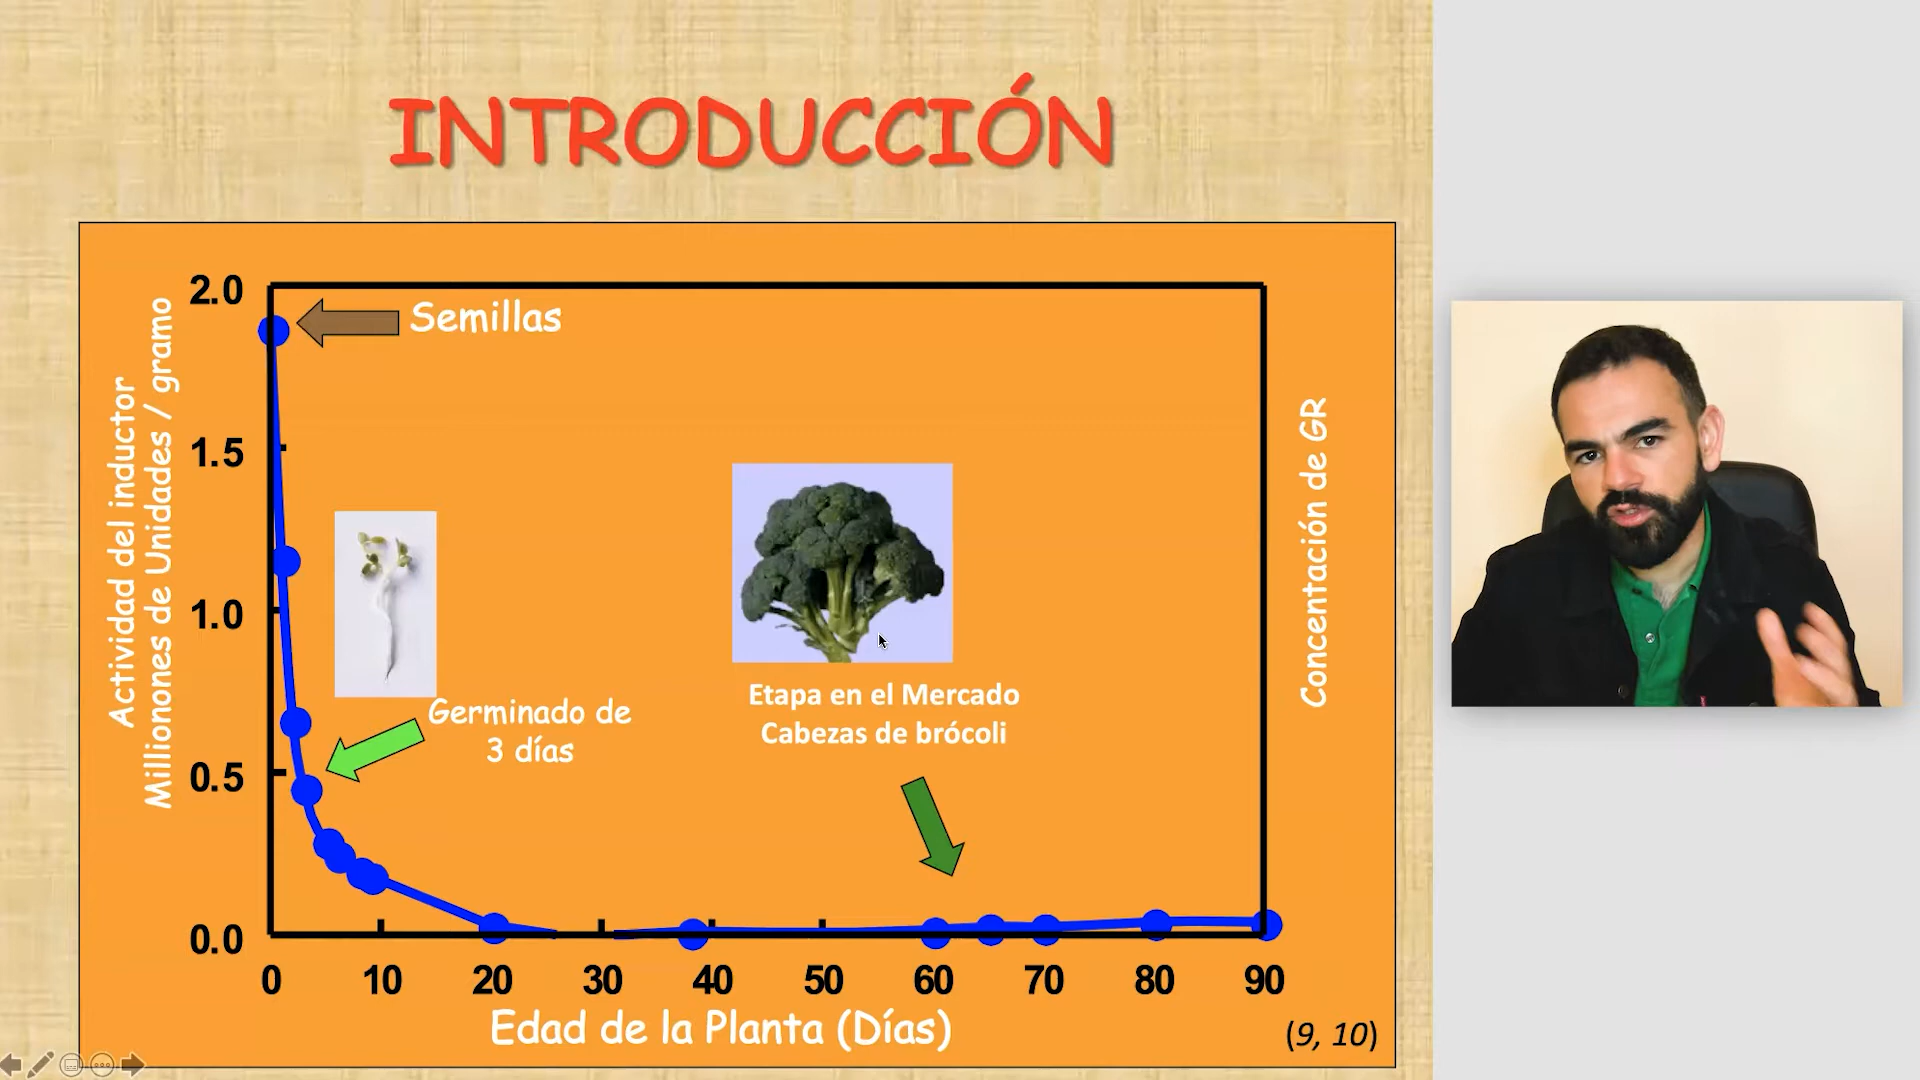 INTRODUCCIÓN
Actividad del inductor
Millionones de Unidades / gramo
2.0
1.5
1.0
0.5
0.0
Semillas
Germinado de
3 días
Etapa en el Mercado
Cabezas de brócoli
Concentación de GR
0 10 20 30 40 50 60 70 80 90
Edad de la Planta (Días)
(9, 10)